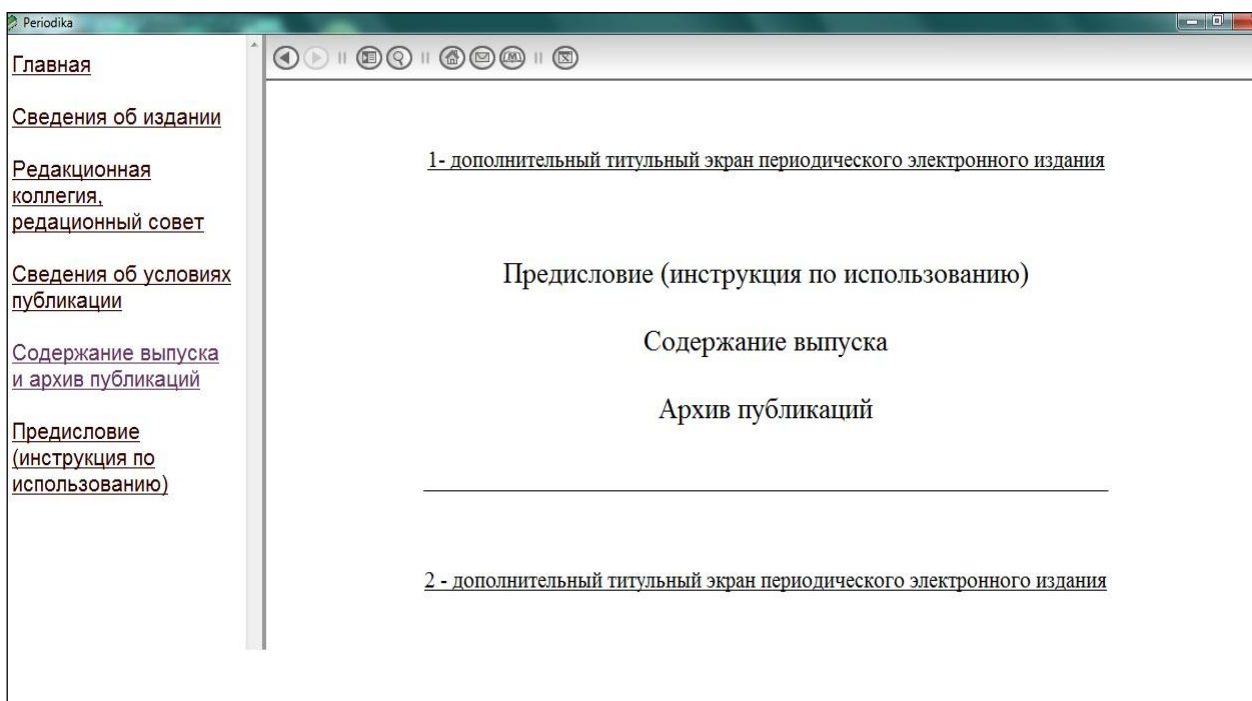 Periodika
Главная
Сведения об издании
Редакционная
коллегия,
редационный совет
Сведения об условиях
публикации
Содержание выпуска
и архив публикаций
Предисловие
(инструкция по
использованию)
1- дополнительный титульный экран периодического электронного издания
Предисловие (инструкция по использованию)
Содержание выпуска
Архив публикаций
2 - дополнительный титульный экран периодического электронного издания